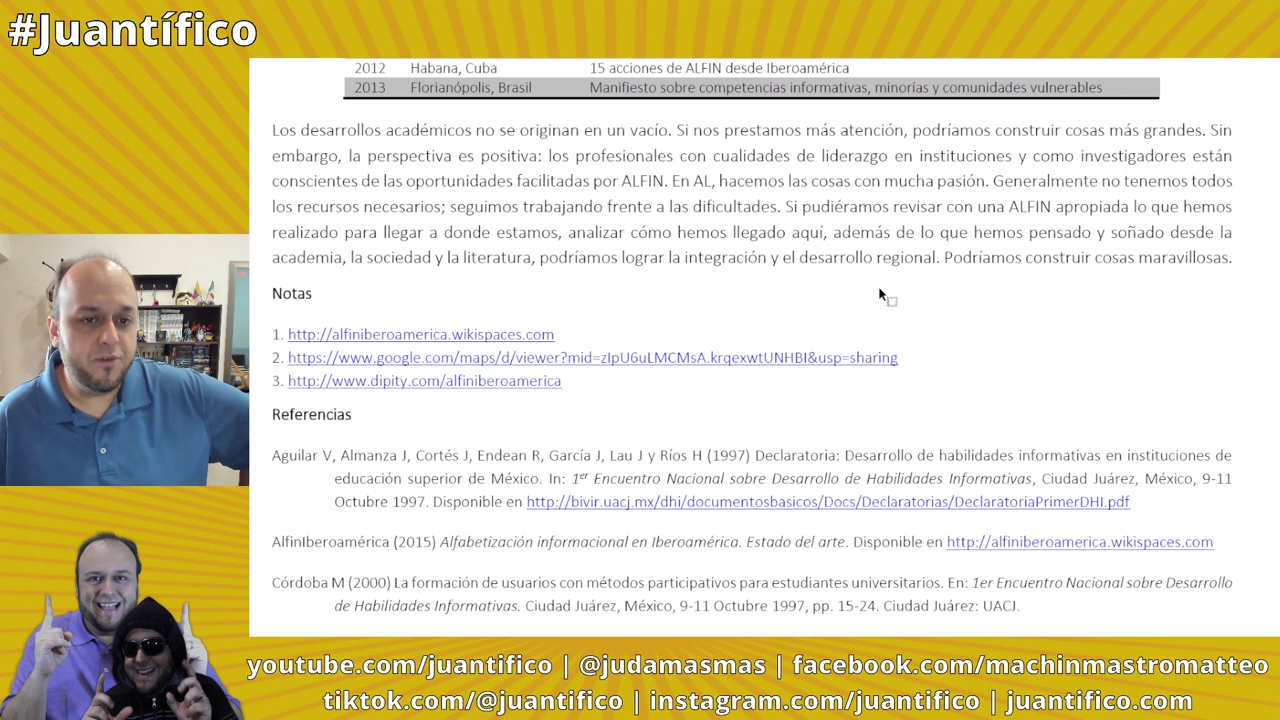 #Juantífico
2012 Habana, Cuba 15 acciones de ALFIN desde Iberoamérica
2013 Florianópolis, Brasil Manifiesto sobre competencias informativas, minorías y comunidades vulnerables
Los desarrollos académicos no se originan en un vacío. Si nos prestamos más atención, podríamos construir cosas más grandes. Sin
embargo, la perspectiva es positiva: los profesionales con cualidades de liderazgo en instituciones y como investigadores están
conscientes de las oportunidades facilitadas por ALFIN. En AL, hacemos las cosas con mucha pasión. Generalmente no tenemos todos
los recursos necesarios; seguimos trabajando frente a las dificultades. Si pudiéramos revisar con una ALFIN apropiada lo que hemos
realizado para llegar a donde estamos, analizar cómo hemos llegado aquí, además de lo que hemos pensado y soñado desde la
academia, la sociedad y la literatura, podríamos lograr la integración y el desarrollo regional. Podríamos construir cosas maravillosas.
Notas
1. http://alfiniberoamerica.wikispaces.com
2. https://www.google.com/maps/d/viewer?mid=zIpU6uLMCMsA.krqexwtUNHBI&usp=sharing
3. http://www.dipity.com/alfiniberoamerica
Referencias
Aguilar V, Almanza J, Cortés J, Endean R, García J, Lau J y Ríos H (1997) Declaratoria: Desarrollo de habilidades informativas en instituciones de
educación superior de México. In: 1er Encuentro Nacional sobre Desarrollo de Habilidades Informativas, Ciudad Juárez, México, 9-11
Octubre 1997. Disponible en http://bivir.uacj.mx/dhi/documentosbasicos/Docs/Declaratorias/DeclaratoriaPrimerDHI.pdf
AlfinIberoamérica (2015) Alfabetización informacional en Iberoamérica. Estado del arte. Disponible en http://alfiniberoamerica.wikispaces.com
Córdoba M (2000) La formación de usuarios con métodos participativos para estudiantes universitarios. En: 1er Encuentro Nacional sobre Desarrollo
de Habilidades Informativas. Ciudad Juárez, México, 9-11 Octubre 1997, pp. 15-24. Ciudad Juárez: UACJ.
youtube.com/juantifico | @judamasmas | facebook.com/machinmastromatteo
tiktok.com/@juantifico | instagram.com/juantifico | juantifico.com